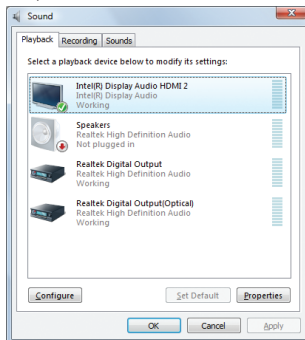 Sound
Playback Recording Sounds
Select a playback device below to modify its settings:
Intel(R) Display Audio HDMI 2
Intel(R) Display Audio
Working
Speakers
Realtek High Definition Audio
Not plugged in
Realtek Digital Output
Realtek High Definition Audio
Working
Realtek Digital Output(Optical)
Realtek High Definition Audio
Working
Configure Set Default Properties
OK Cancel Apply